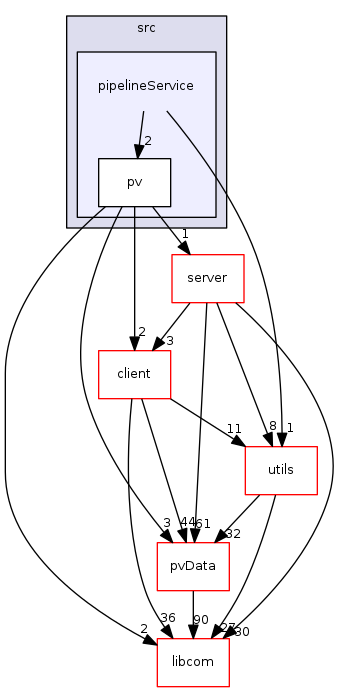 src
pipelineService
2
pv
1
server
2
3
client
11
8
1
utils
3
44
61
32
pvData
36
90
2
27
30
libcom